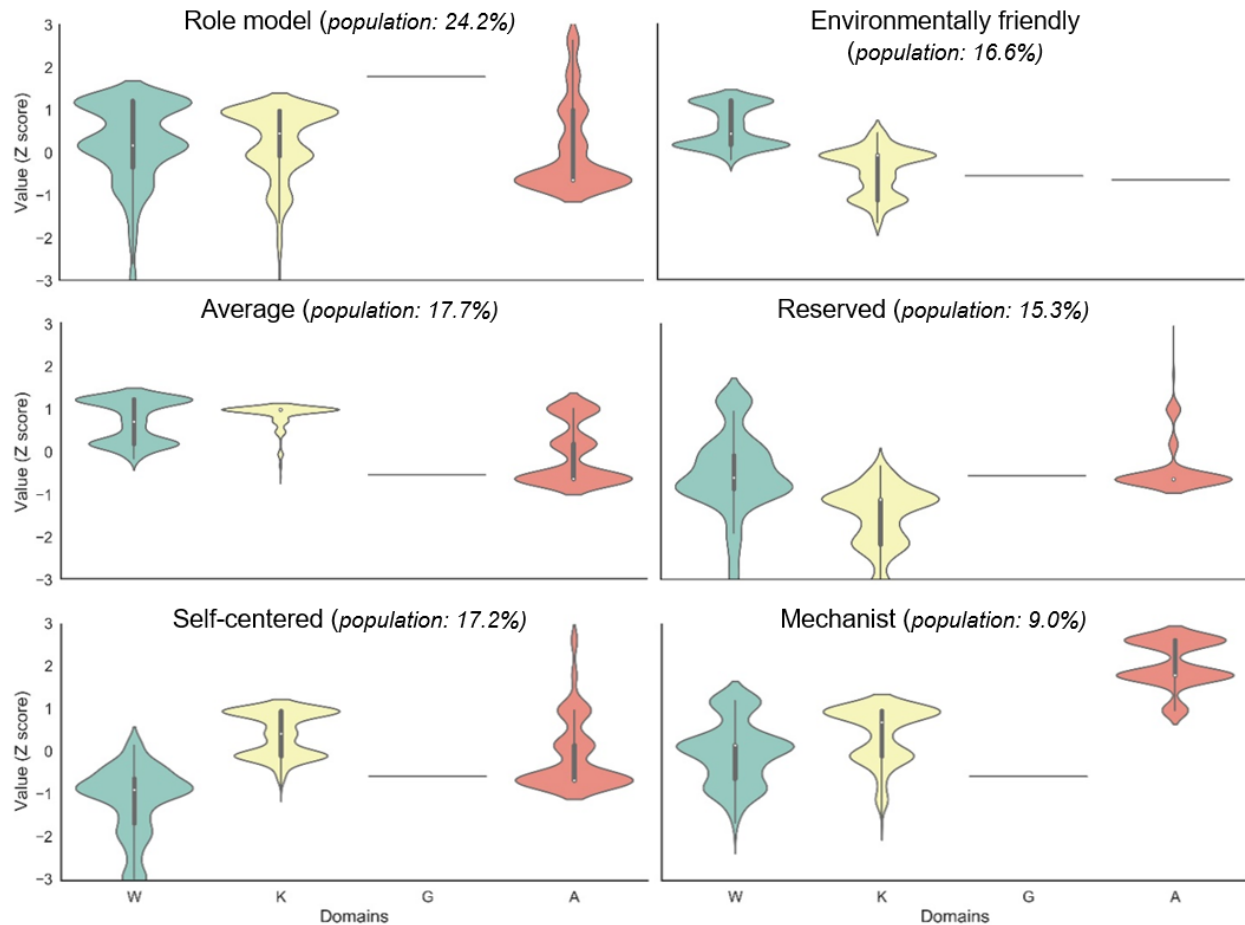 Role model (population: 24.2%)
Environmentally friendly
(population: 16.6%)
Value (Z score)
3
2
1
0
−1
−2
−3
Average (population: 17.7%)
Reserved (population: 15.3%)
Value (Z score)
3
2
1
0
−1
−2
−3
Self-centered (population: 17.2%)
Mechanist (population: 9.0%)
Value (Z score)
3
2
1
0
−1
−2
−3
W K G A
W K G A
Domains
Domains